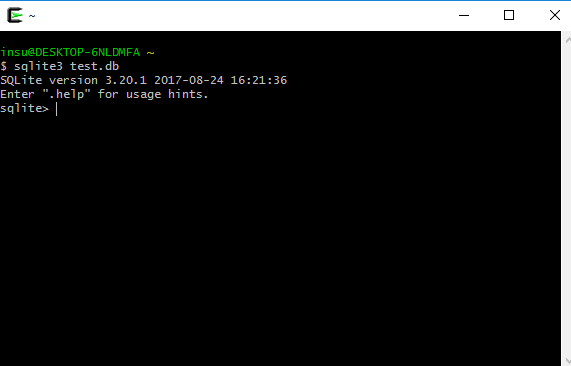 ~
insu@DESKTOP-6NLDMFA ~
$ sqlite3 test.db
SQLite version 3.20.1 2017-08-24 16:21:36
Enter ".help" for usage hints.
sqlite>